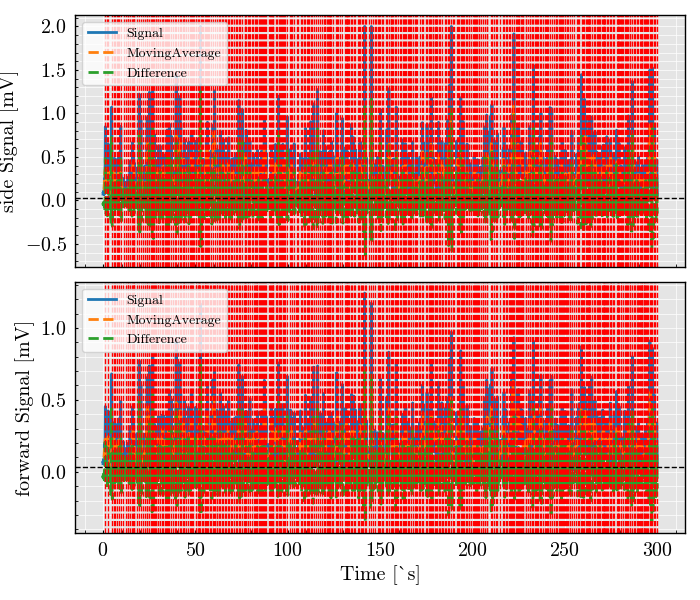 side Signal [mV]
2.0
1.5
1.0
0.5
0.0
−0.5
Signal
MovingAverage
Difference
forward Signal [mV]
1.0
0.5
0.0
Signal
MovingAverage
Difference
0 50 100 150 200 250 300
Time [`s]